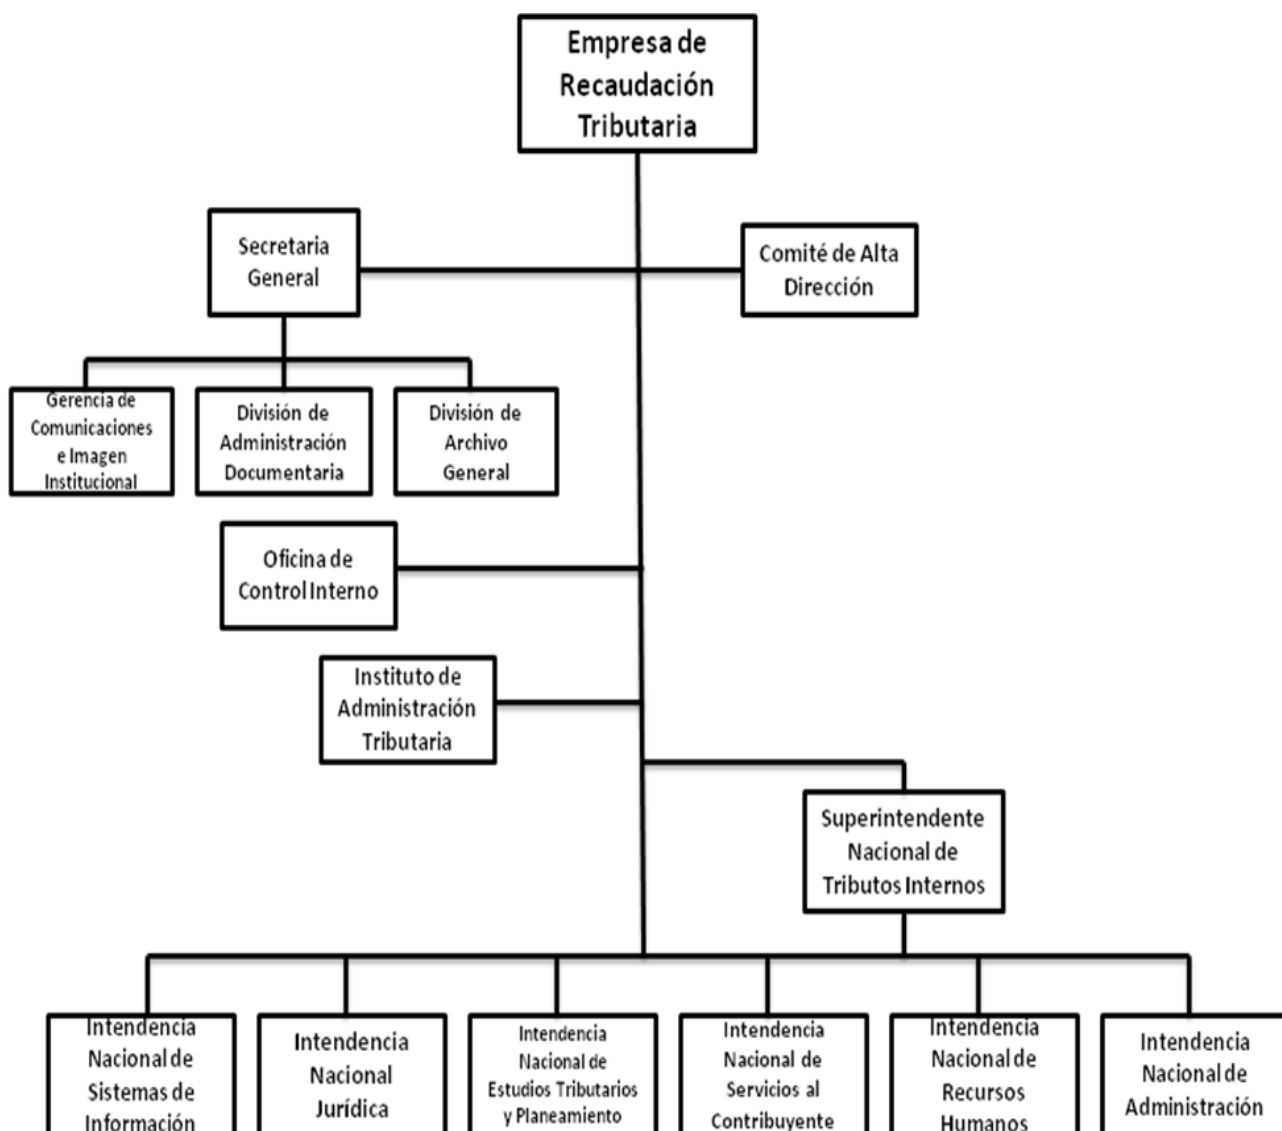 Empresa de
Recaudación
Tributaria
Secretaria
General
Comité de Alta
Dirección
Gerencia de
Comunicaciones
e Imagen
Institucional
División de
Administración
Documentaria
División de
Archivo
General
Oficina de
Control Interno
Instituto de
Administración
Tributaria
Superintendente
Nacional de
Tributos Internos
Intendencia
Nacional de
Sistemas de
Información
Intendencia
Nacional
Jurídica
Intendencia
Nacional de
Estudios Tributarios
y Planeamiento
Intendencia
Nacional de
Servicios al
Contribuyente
Intendencia
Nacional de
Recursos
Humanos
Intendencia
Nacional de
Administración